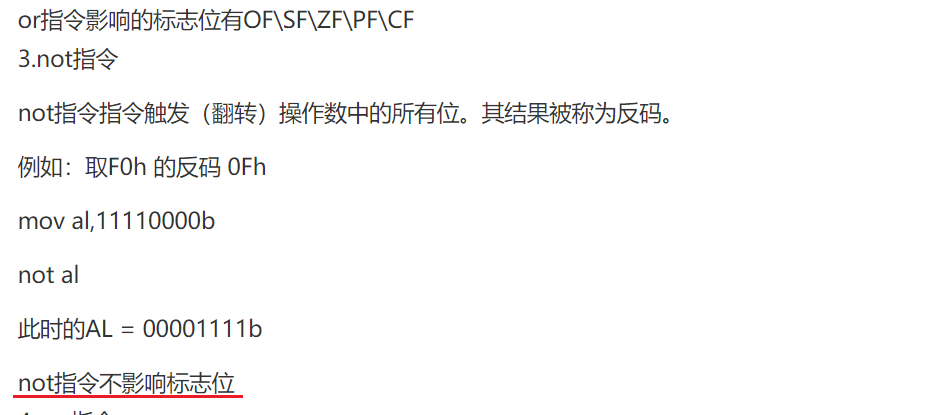 or指令影响的标志位有OF\SF\ZF\PF\CF
3.not指令
not指令指令触发（翻转）操作数中的所有位。其结果被称为反码。
例如：取F0h 的反码 0Fh
mov al,11110000b
not al
此时的AL = 00001111b
not指令不影响标志位